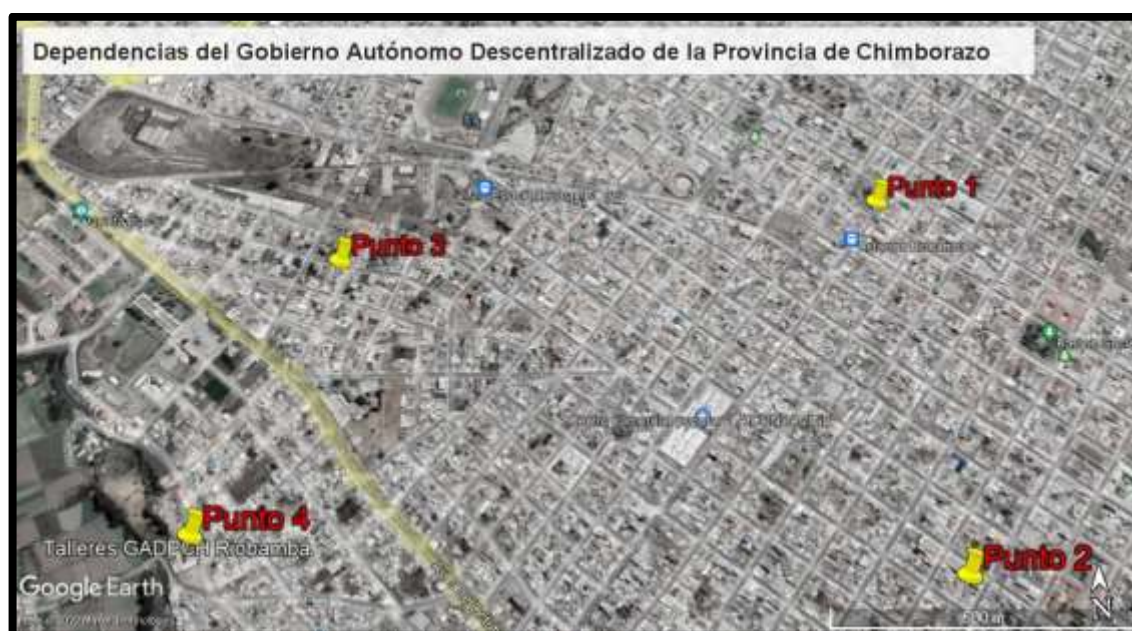 Dependencias del Gobierno Autónomo Descentralizado de la Provincia de Chimborazo
Punto 1
Punto 3
Punto 4
Talleres GADPCH Riobamba
Punto 2
Google Earth
N
500 m